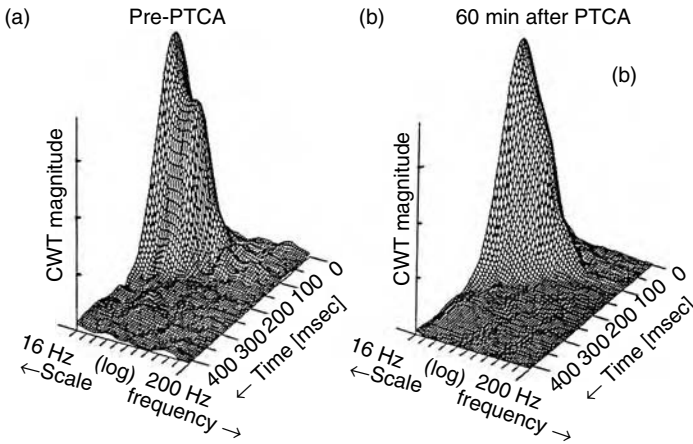 (a)
Pre-PTCA
CWT magnitude
16 Hz
(log)
200 Hz
←Scale
frequency →
400 300 200 100 0
← Time [msec]
(b)
60 min after PTCA
(b)
CWT magnitude
16 Hz
(log)
200 Hz
←Scale
frequency →
400 300 200 100 0
← Time [msec]